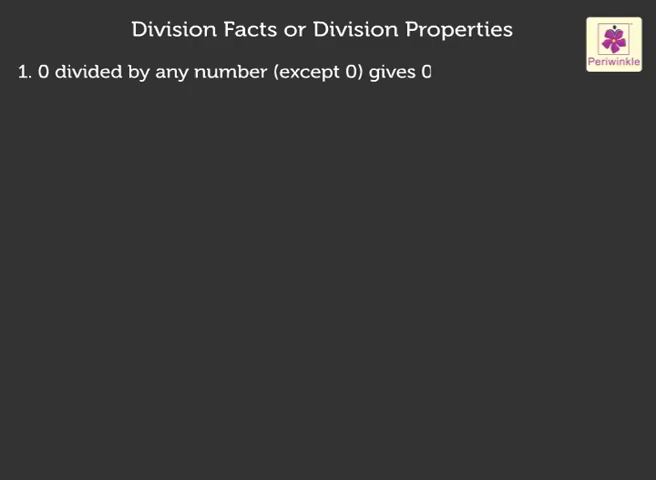 Division Facts or Division Properties
Periwinkle
1. 0 divided by any number (except 0) gives 0